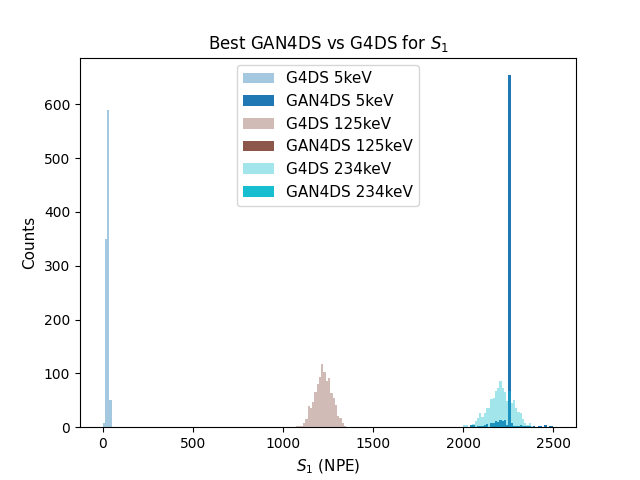 Best GAN4DS vs G4DS for $S_1$
G4DS 5keV
GAN4DS 5keV
G4DS 125keV
GAN4DS 125keV
G4DS 234keV
GAN4DS 234keV
Counts
600
500
400
300
200
100
0
0 500 1000 1500 2000 2500
$S_1$ (NPE)